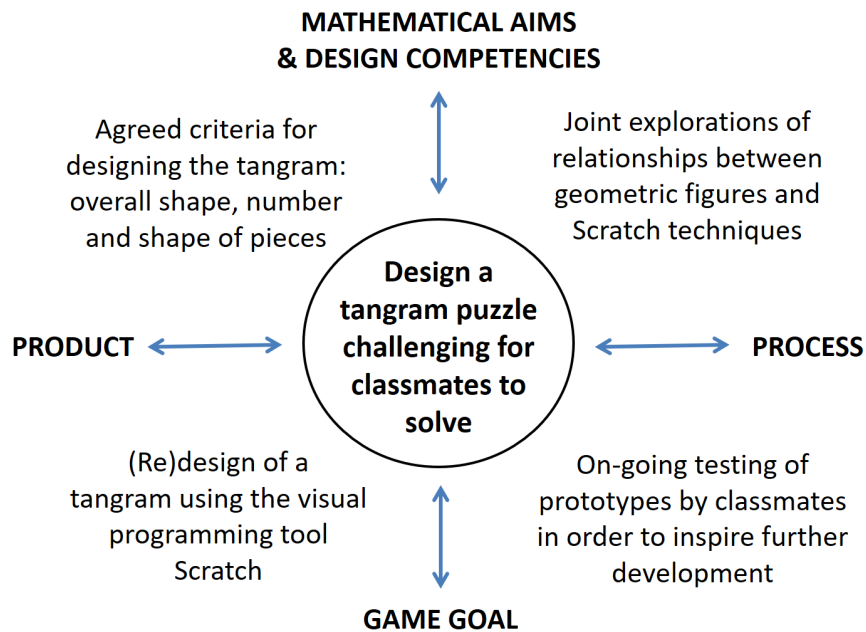 MATHEMATICAL AIMS
& DESIGN COMPETENCIES
Agreed criteria for
designing the tangram:
overall shape, number
and shape of pieces
Joint explorations of
relationships between
geometric figures and
Scratch techniques
PRODUCT
Design a
tangram puzzle
challenging for
classmates to
solve
PROCESS
(Re)design of a
tangram using the visual
programming tool
Scratch
On-going testing of
prototypes by classmates
in order to inspire further
development
GAME GOAL